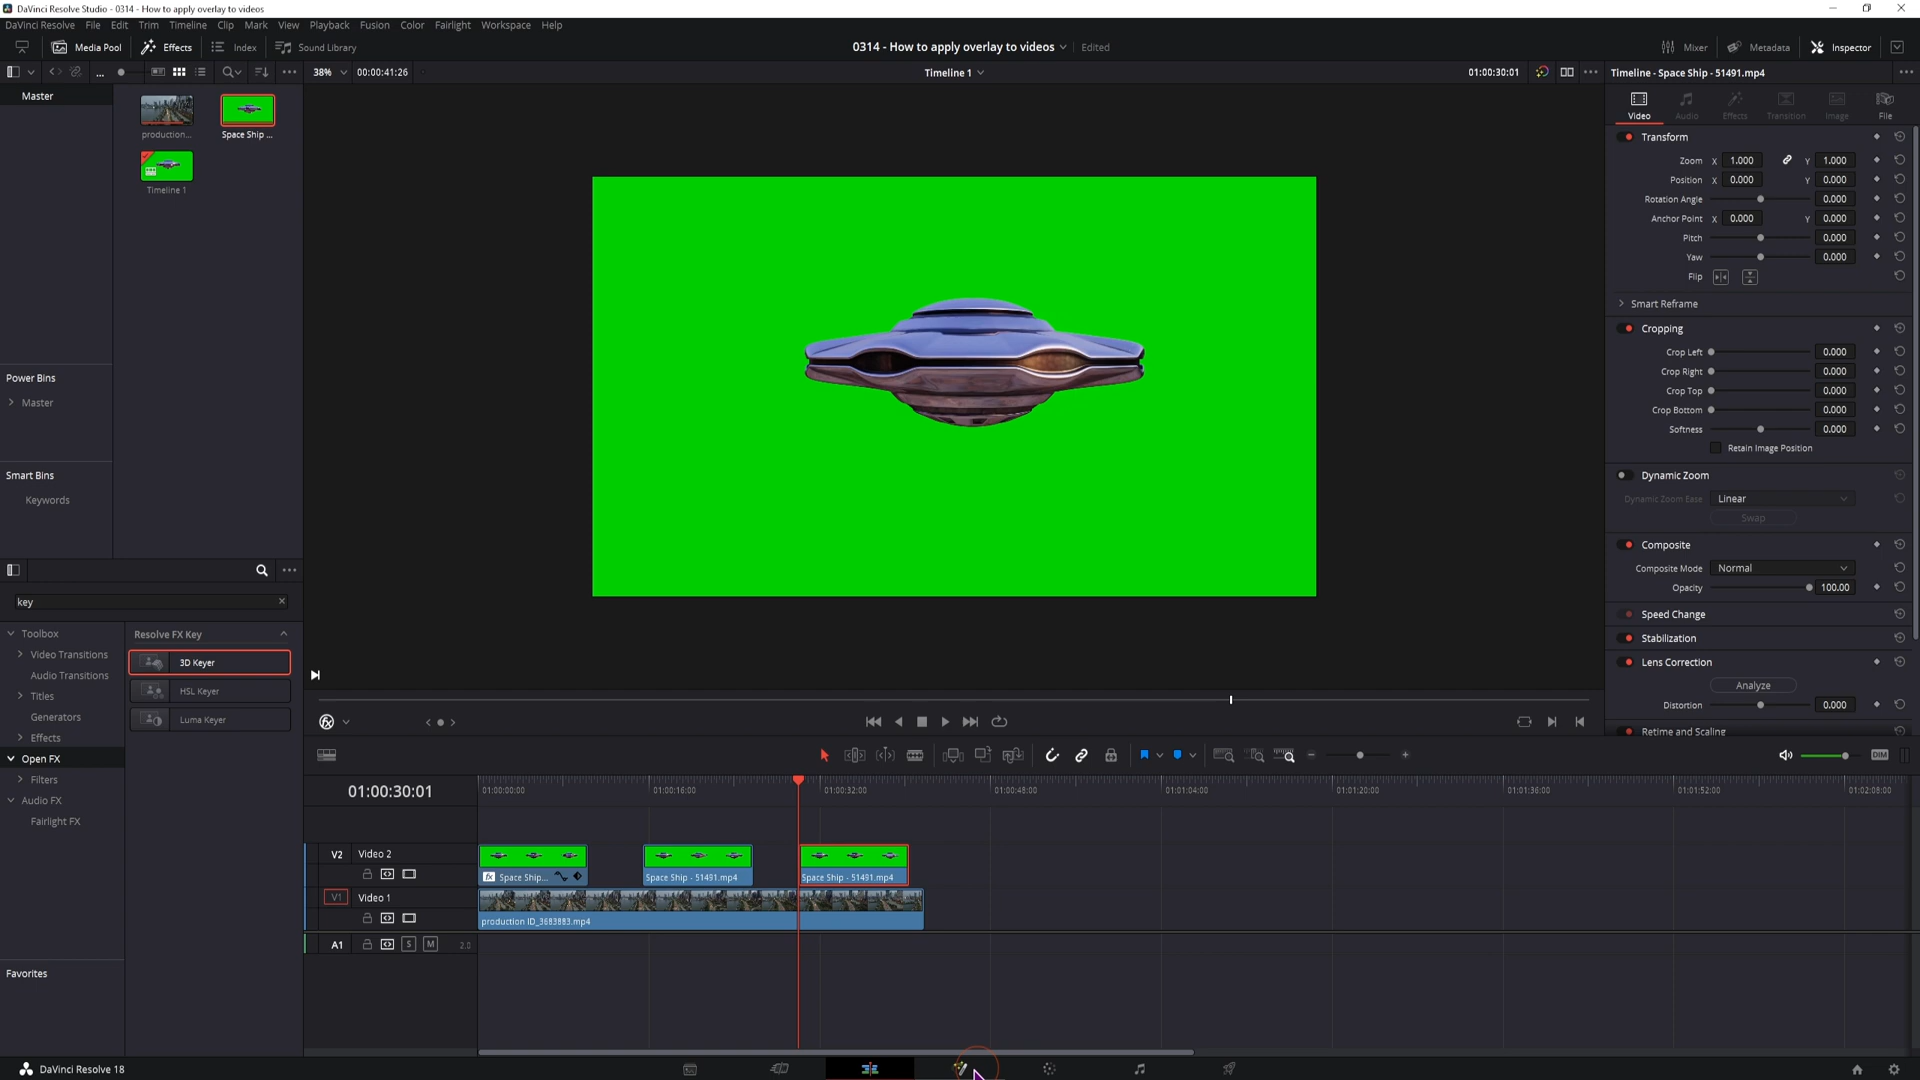 DaVinci Resolve Studio - 0314 - How to apply overlay to videos
DaVinci Resolve File Edit Trim Timeline Clip Mark View Playback Fusion Color Fairlight Workspace Help
Media Pool Effects Index Sound Library 0314 - How to apply overlay to videos Edited Mixer Metadata Inspector
... 38% 00:00:41:26 Timeline 1 01:00:30:01 Timeline - Space Ship - 51491.mp4
Master
production... Space Ship ...
Timeline 1
Video Audio Effects Transition Image File
Transform
Zoom X 1.000 Y 1.000
Position X 0.000 Y 0.000
Rotation Angle 0.000
Anchor Point X 0.000 Y 0.000
Pitch 0.000
Yaw 0.000
Flip
Smart Reframe
Cropping
Crop Left 0.000
Crop Right 0.000
Crop Top 0.000
Crop Bottom 0.000
Softness 0.000
Retain Image Position
Dynamic Zoom
Dynamic Zoom Ease Linear
Swap
Composite
Composite Mode Normal
Opacity 100.00
Speed Change
Stabilization
Lens Correction
Analyze
Distortion 0.000
Retime and Scaling
Power Bins
Master
Smart Bins
Keywords
key
Toolbox
Video Transitions
Audio Transitions
Titles
Generators
Effects
Open FX
Filters
Audio FX
Fairlight FX
Favorites
Resolve FX Key
3D Keyer
HSL Keyer
Luma Keyer
DIM
01:00:30:01 01:00:00:00 01:00:16:00 01:00:32:00 01:00:48:00 01:01:04:00 01:01:20:00 01:01:36:00 01:01:52:00 01:02:08:00
V2 Video 2
fx Space Ship... Space Ship - 51491.mp4 Space Ship - 51491.mp4
V1 Video 1
production ID_3683883.mp4
A1 S M 2.0
DaVinci Resolve 18